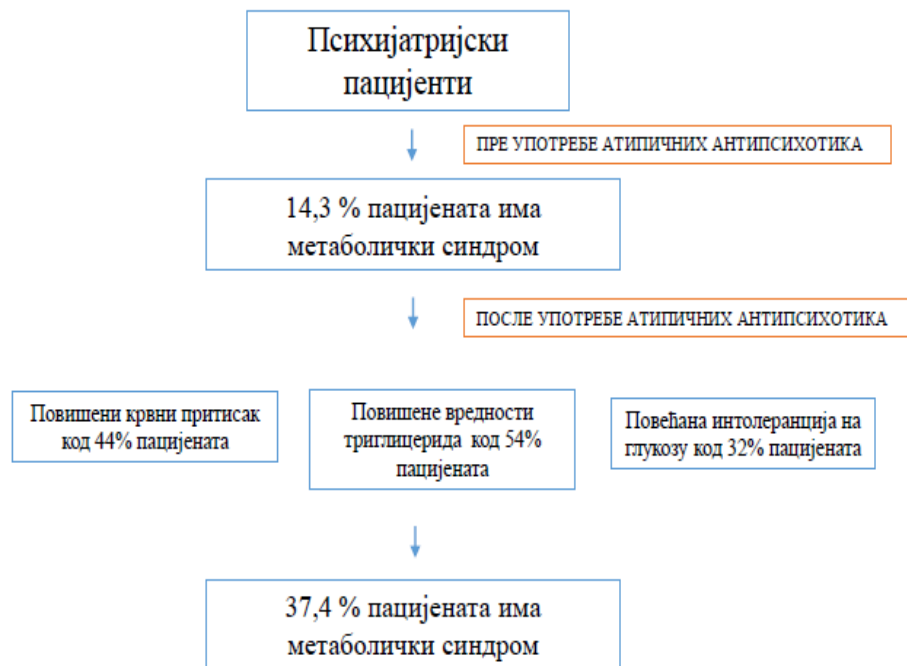 Психијатријски
пацијенти
ПРЕ УПОТРЕБЕ АТИПИЧНИХ АНТИПСИХОТИКА
14,3 % пацијената има
метаболички синдром
ПОСЛЕ УПОТРЕБЕ АТИПИЧНИХ АНТИПСИХОТИКА
Повишени крвни притисак
код 44% пацијената
Повишене вредности
триглицерида код 54%
пацијената
Повећана интолеранција на
глукозу код 32% пацијената
37,4 % пацијената има
метаболички синдром